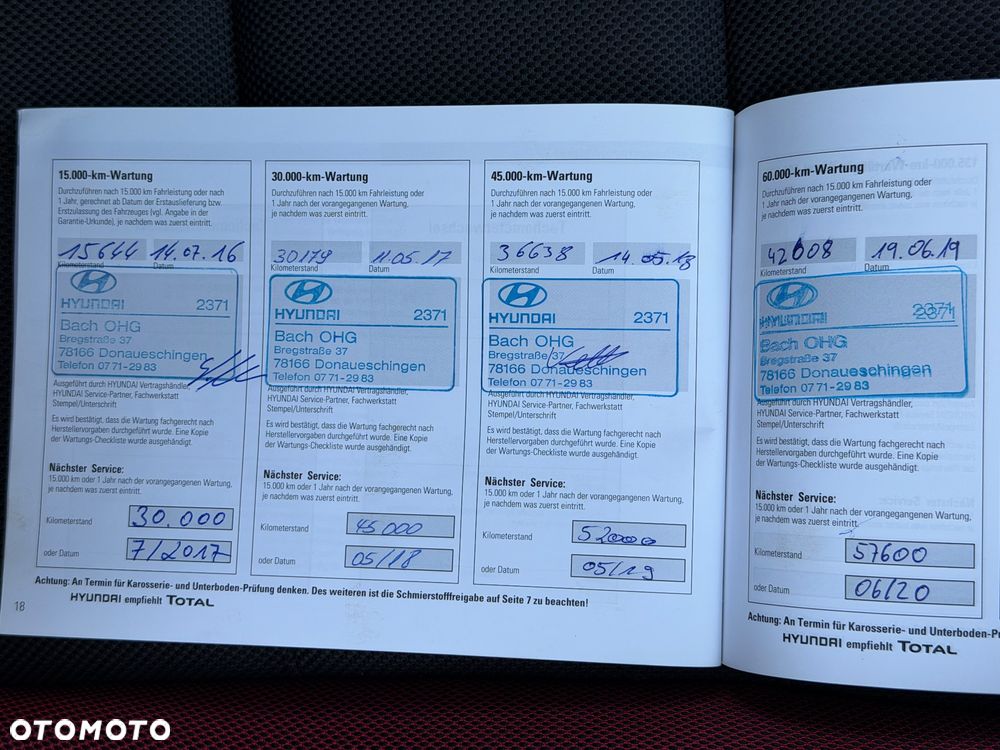 15.000-km-Wartung
Durchzuführen nach 15.000 km Fahrleistung oder nach
1 Jahr, gerechnet ab Datum der Erstauslieferung bzw.
Erstzulassung des Fahrzeuges (vgl. Angabe in der
Garantie-Urkunde), je nachdem was zuerst eintritt.
15644 14.07.16
Kilometerstand Datum
HYUNDAI 2371
Bach OHG
Bregstraße 37
78166 Donaueschingen
Telefon 07 71 - 29 83
Ausgeführt durch HYUNDAI Vertragshändler,
HYUNDAI Service-Partner, Fachwerkstatt
Stempel/Unterschrift
Es wird bestätigt, dass die Wartung fachgerecht nach
Herstellervorgaben durchgeführt wurde. Eine Kopie
der Wartungs-Checkliste wurde ausgehändigt.
Nächster Service:
15.000 km oder 1 Jahr nach der vorangegangenen Wartung,
je nachdem was zuerst eintritt.
Kilometerstand 30.000
oder Datum 7/2017
30.000-km-Wartung
Durchzuführen nach 15.000 km Fahrleistung oder
1 Jahr nach der vorangegangenen Wartung,
je nachdem was zuerst eintritt.
30179 11.05.17
Kilometerstand Datum
HYUNDAI 2371
Bach OHG
Bregstraße 37
78166 Donaueschingen
Telefon 07 71 - 29 83
Ausgeführt durch HYUNDAI Vertragshändler,
HYUNDAI Service-Partner, Fachwerkstatt
Stempel/Unterschrift
Es wird bestätigt, dass die Wartung fachgerecht nach
Herstellervorgaben durchgeführt wurde. Eine Kopie
der Wartungs-Checkliste wurde ausgehändigt.
Nächster Service:
15.000 km oder 1 Jahr nach der vorangegangenen Wartung,
je nachdem was zuerst eintritt.
Kilometerstand 45000
oder Datum 05/18
45.000-km-Wartung
Durchzuführen nach 15.000 km Fahrleistung oder
1 Jahr nach der vorangegangenen Wartung,
je nachdem was zuerst eintritt.
36638 14.05.18
Kilometerstand Datum
HYUNDAI 2371
Bach OHG
Bregstraße 37
78166 Donaueschingen
Telefon 07 71 - 29 83
Ausgeführt durch HYUNDAI Vertragshändler,
HYUNDAI Service-Partner, Fachwerkstatt
Stempel/Unterschrift
Es wird bestätigt, dass die Wartung fachgerecht nach
Herstellervorgaben durchgeführt wurde. Eine Kopie
der Wartungs-Checkliste wurde ausgehändigt.
Nächster Service:
15.000 km oder 1 Jahr nach der vorangegangenen Wartung,
je nachdem was zuerst eintritt.
Kilometerstand 52000
oder Datum 05/19
Achtung: An Termin für Karosserie- und Unterboden-Prüfung denken. Des weiteren ist die Schmierstofffreigabe auf Seite 7 zu beachten!
18 HYUNDAI empfiehlt TOTAL
60.000-km-Wartung
Durchzuführen nach 15.000 km Fahrleistung oder
1 Jahr nach der vorangegangenen Wartung,
je nachdem was zuerst eintritt.
42008 19.06.19
Kilometerstand Datum
HYUNDAI 2371
Bach OHG
Bregstraße 37
78166 Donaueschingen
Telefon 07 71 - 29 83
Ausgeführt durch HYUNDAI Vertragshändler,
HYUNDAI Service-Partner, Fachwerkstatt
Stempel/Unterschrift
Es wird bestätigt, dass die Wartung fachgerecht nach
Herstellervorgaben durchgeführt wurde. Eine Kopie
der Wartungs-Checkliste wurde ausgehändigt.
Nächster Service:
15.000 km oder 1 Jahr nach der vorangegangenen Wartung,
je nachdem was zuerst eintritt.
Kilometerstand 57600
oder Datum 06/20
Achtung: An Termin für Karosserie- und Unterboden-Pr
HYUNDAI empfiehlt TOTAL
OTOMOTO